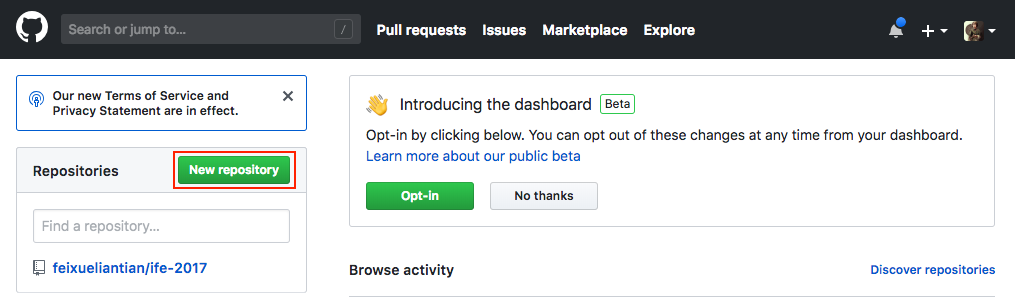 Search or jump to...
/
Pull requests
Issues
Marketplace
Explore
Our new Terms of Service and
Privacy Statement are in effect.
Repositories
New repository
Find a repository...
feixueliantian/ife-2017
Introducing the dashboard Beta
Opt-in by clicking below. You can opt out of these changes at any time from your dashboard.
Learn more about our public beta
Opt-in
No thanks
Browse activity
Discover repositories